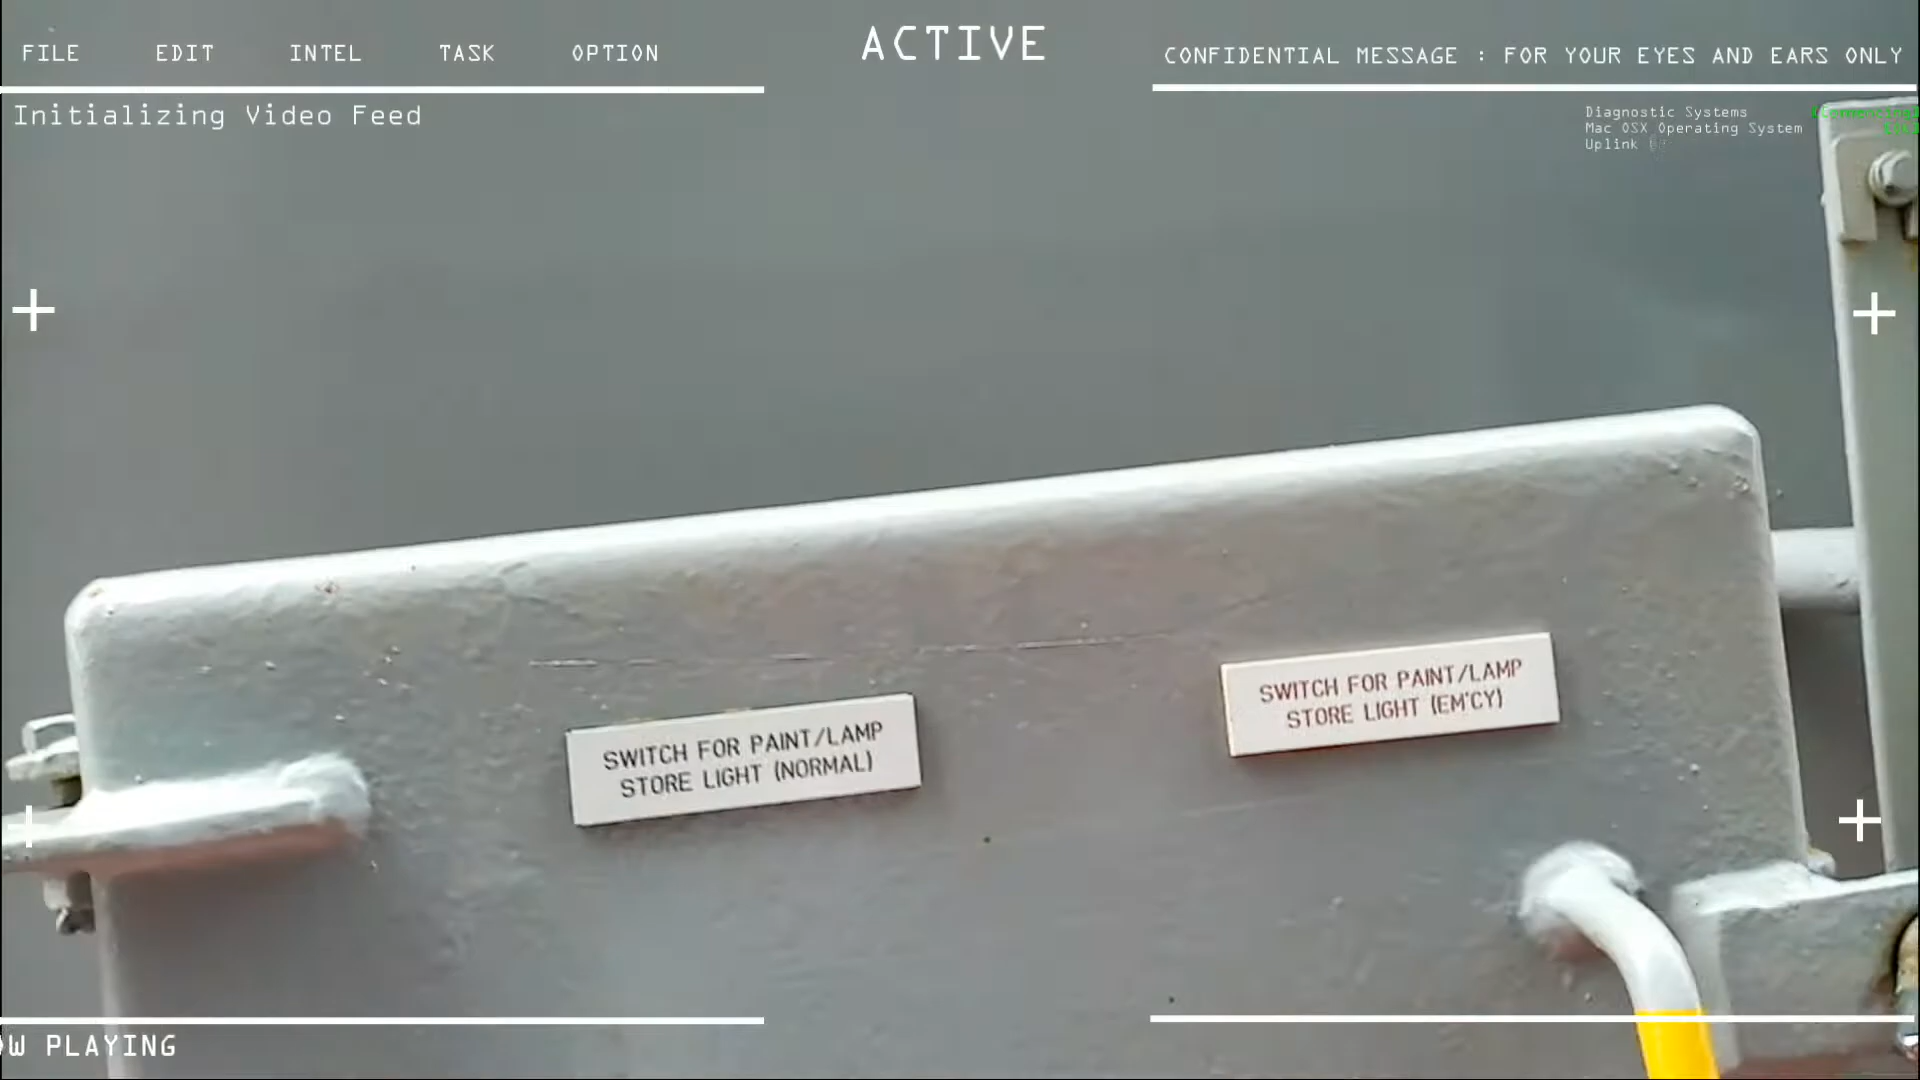 FILE EDIT INTEL TASK OPTION
ACTIVE
CONFIDENTIAL MESSAGE : FOR YOUR EYES AND EARS ONLY
Initializing Video Feed
Diagnostic Systems
Mac OSX Operating System
Uplink
SWITCH FOR PAINT/LAMP
STORE LIGHT (NORMAL)
SWITCH FOR PAINT/LAMP
STORE LIGHT (EM'CY)
OW PLAYING